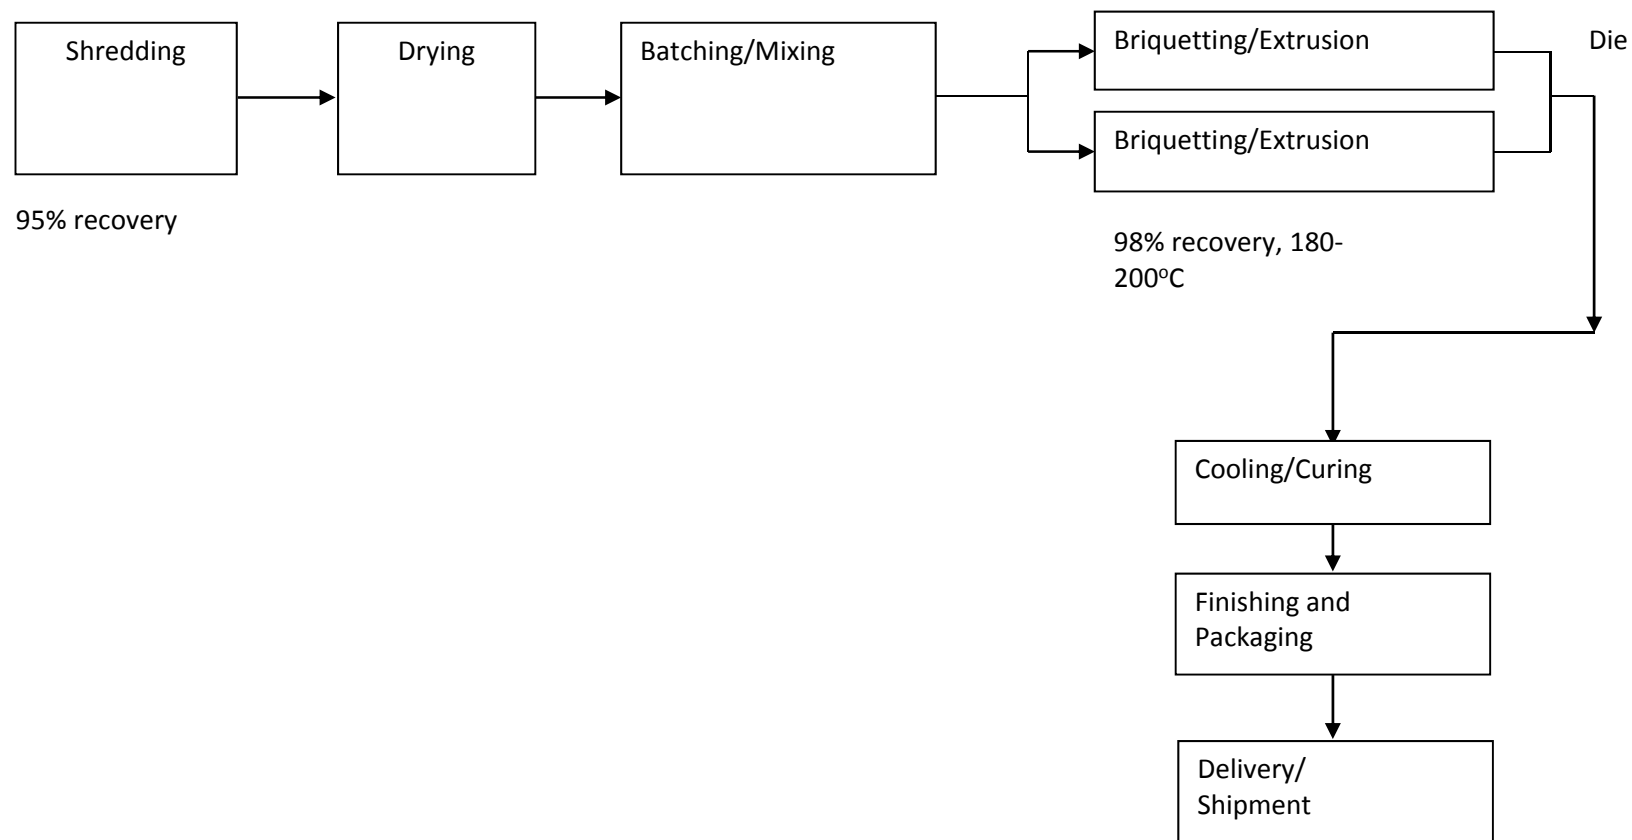 Shredding
Drying
Batching/Mixing
Briquetting/Extrusion
Die
Briquetting/Extrusion
95% recovery
98% recovery, 180-
200°C
Cooling/Curing
Finishing and
Packaging
Delivery/
Shipment